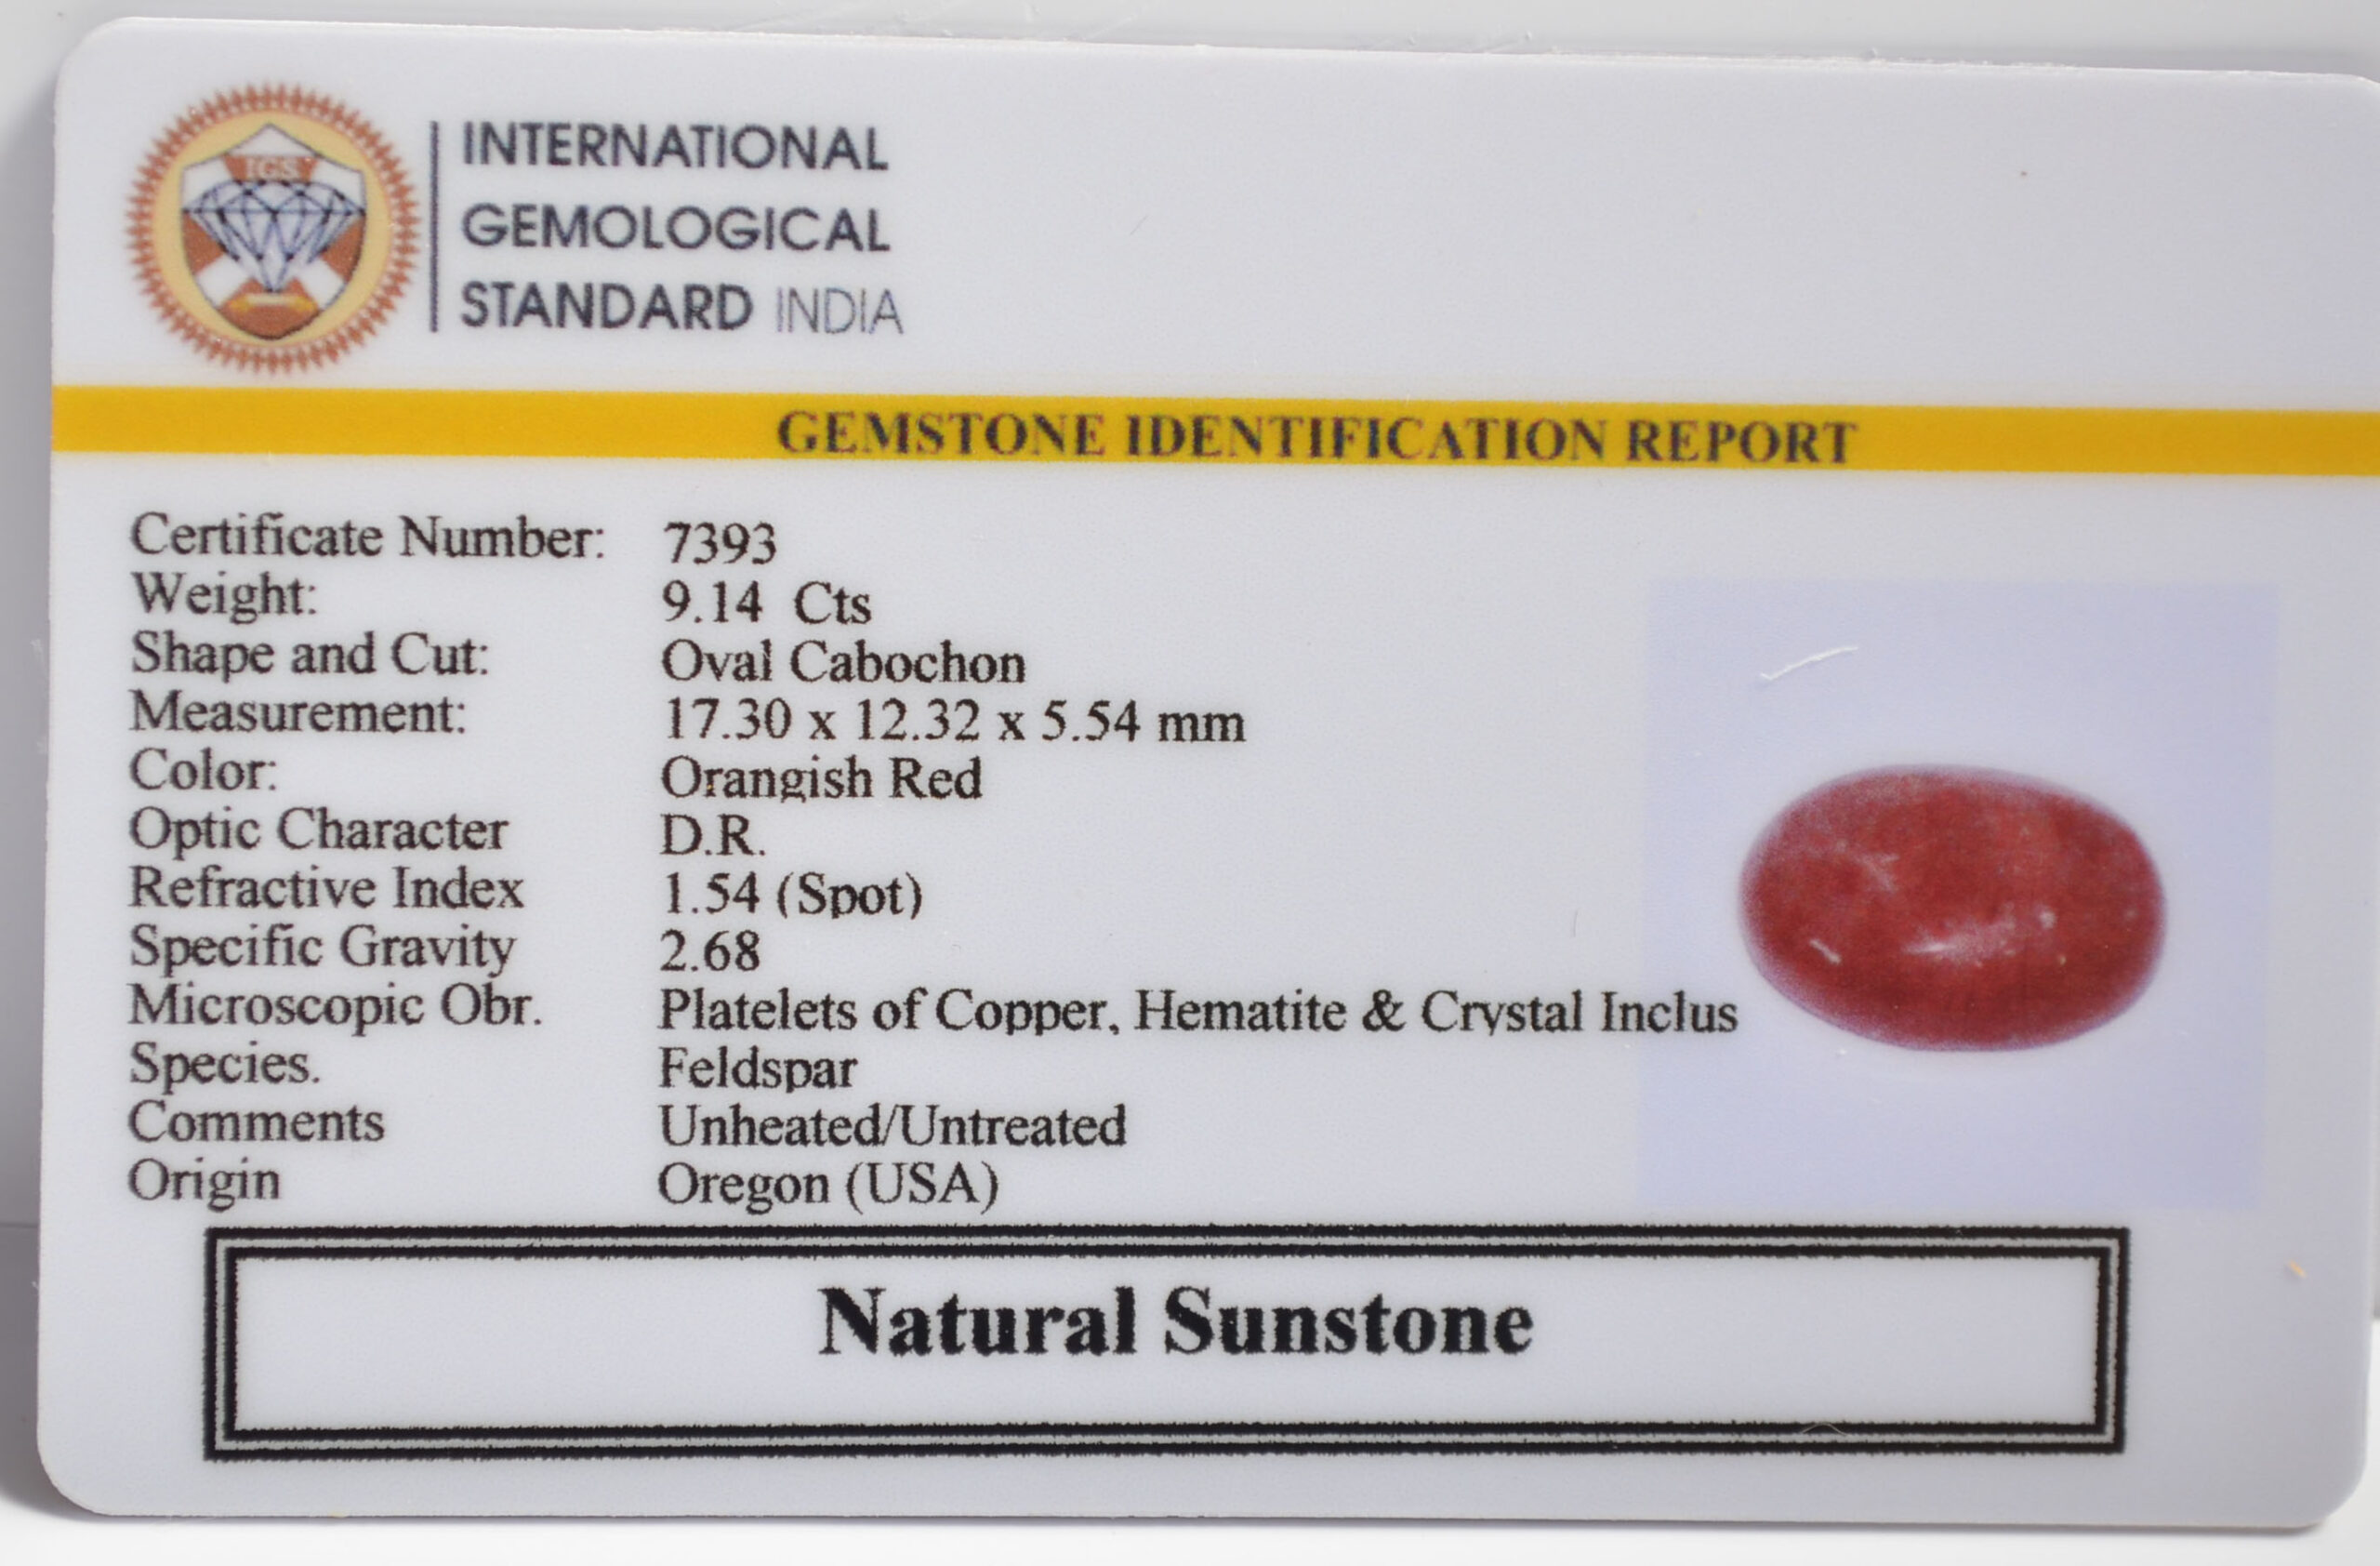 IGS
INTERNATIONAL
GEMOLOGICAL
STANDARD INDIA
GEMSTONE IDENTIFICATION REPORT
Certificate Number: 7393
Weight: 9.14 Cts
Shape and Cut: Oval Cabochon
Measurement: 17.30 x 12.32 x 5.54 mm
Color: Orangish Red
Optic Character D.R.
Refractive Index 1.54 (Spot)
Specific Gravity 2.68
Microscopic Obr. Platelets of Copper, Hematite & Crystal Inclus
Species. Feldspar
Comments Unheated/Untreated
Origin Oregon (USA)
Natural Sunstone